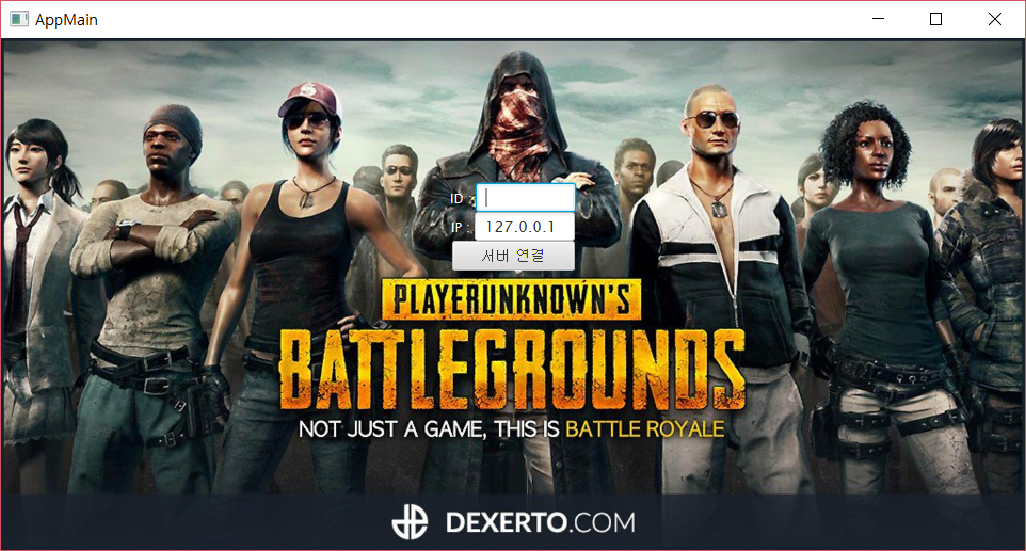 AppMain
ID :
IP : 127.0.0.1
서버 연결
PLAYERUNKNOWN'S
BATTLEGROUNDS
NOT JUST A GAME, THIS IS BATTLE ROYALE
DEXERTO.COM